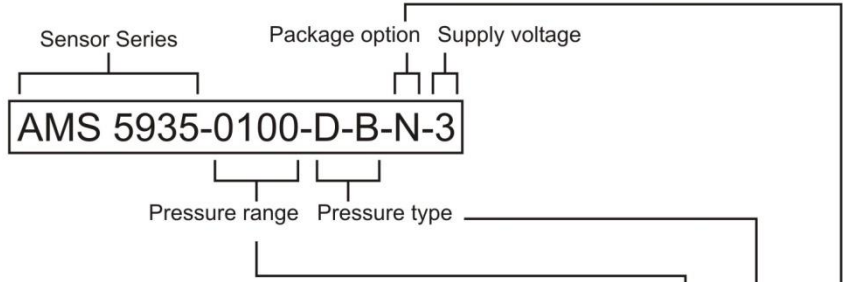 Sensor Series
Package option Supply voltage
AMS 5935-0100-D-B-N-3
Pressure range Pressure type